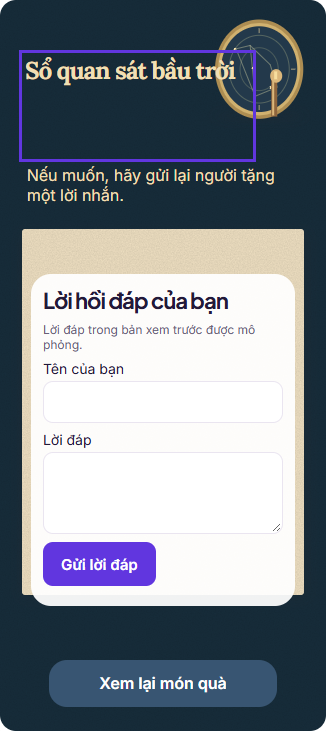 Sổ quan sát bầu trời
Nếu muốn, hãy gửi lại người tặng
một lời nhắn.
Lời hồi đáp của bạn
Lời đáp trong bản xem trước được mô
phỏng.
Tên của bạn
Lời đáp
Gửi lời đáp
Xem lại món quà